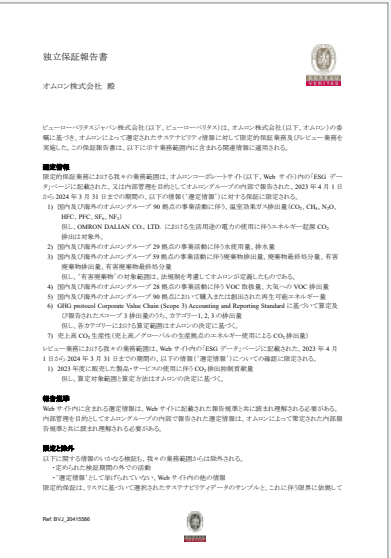 独立保証報告書
オムロン株式会社 殿
BUREAU
VERITAS
ビューローベリタスジャパン株式会社(以下、ビューローベリタス)は、オムロン株式会社(以下、オムロン)の委
嘱に基づき、オムロンによって選定されたサステナビリティ情報に対して限定的保証業務及びレビュー業務を
実施した。この保証報告書は、以下に示す業務範囲内に含まれる関連情報に適用される。
選定情報
限定的保証業務における我々の業務範囲は、オムロンコーポレートサイト(以下、Web サイト)内の「ESG デー
タ」ページに記載された、又は内部管理を目的としてオムロングループの内部で報告された、2023 年 4 月 1 日
から 2024 年 3 月 31 日までの期間の、以下の情報(‘選定情報’)に対する保証に限定される。
1) 国内及び海外のオムロングループ 90 拠点の事業活動に伴う、温室効果ガス排出量(CO₂, CH₄, N₂O,
HFC, PFC, SF₆, NF₃)
但し、OMRON DALIAN CO., LTD. における生活用途の電力の使用に伴うエネルギー起源 CO₂
排出は対象外。
2) 国内及び海外のオムロングループ 29 拠点の事業活動に伴う水使用量、排水量
3) 国内及び海外のオムロングループ 59 拠点の事業活動に伴う廃棄物排出量、廃棄物最終処分量、有害
廃棄物排出量、有害廃棄物最終処分量
但し、‘有害廃棄物’の対象範囲は、法規制を考慮してオムロンが定義したものである。
4) 国内及び海外のオムロングループ 28 拠点の事業活動に伴う VOC 取扱量、大気への VOC 排出量
5) 国内及び海外のオムロングループ 90 拠点において購入または創出された再生可能エネルギー量
6) GHG protocol Corporate Value Chain (Scope 3) Accounting and Reporting Standard に基づいて算定及
び報告されたスコープ 3 排出量のうち、カテゴリー1, 2, 3 の排出量
但し、各カテゴリーにおける算定範囲はオムロンの決定に基づく。
7) 売上高 CO₂ 生産性(売上高／グローバルの生産拠点のエネルギー使用による CO₂ 排出量)
レビュー業務における我々の業務範囲は、Web サイト内の「ESG データ」ページに記載された、2023 年 4 月
1 日から 2024 年 3 月 31 日までの期間の、以下の情報(‘選定情報’)についての確認に限定される。
1) 2023 年度に販売した製品・サービスの使用に伴う CO₂ 排出抑制貢献量
但し、算定対象範囲と算定方法はオムロンの決定に基づく。
報告規準
Web サイト内に含まれる選定情報は、Web サイトに記載された報告規準と共に読まれ理解される必要がある。
内部管理を目的としてオムロングループの内部で報告された選定情報は、オムロンによって策定された内部報
告規準と共に読まれ理解される必要がある。
限定と除外
以下に関する情報のいかなる検証も、我々の業務範囲からは除外される。
・定められた検証期間の外での活動
・‘選定情報’として挙げられていない、Web サイト内の他の情報
限定的保証は、リスクに基づいて選択されたサステナビリティデータのサンプルと、これに伴う限界に依拠して
Ref: BVJ_20415586